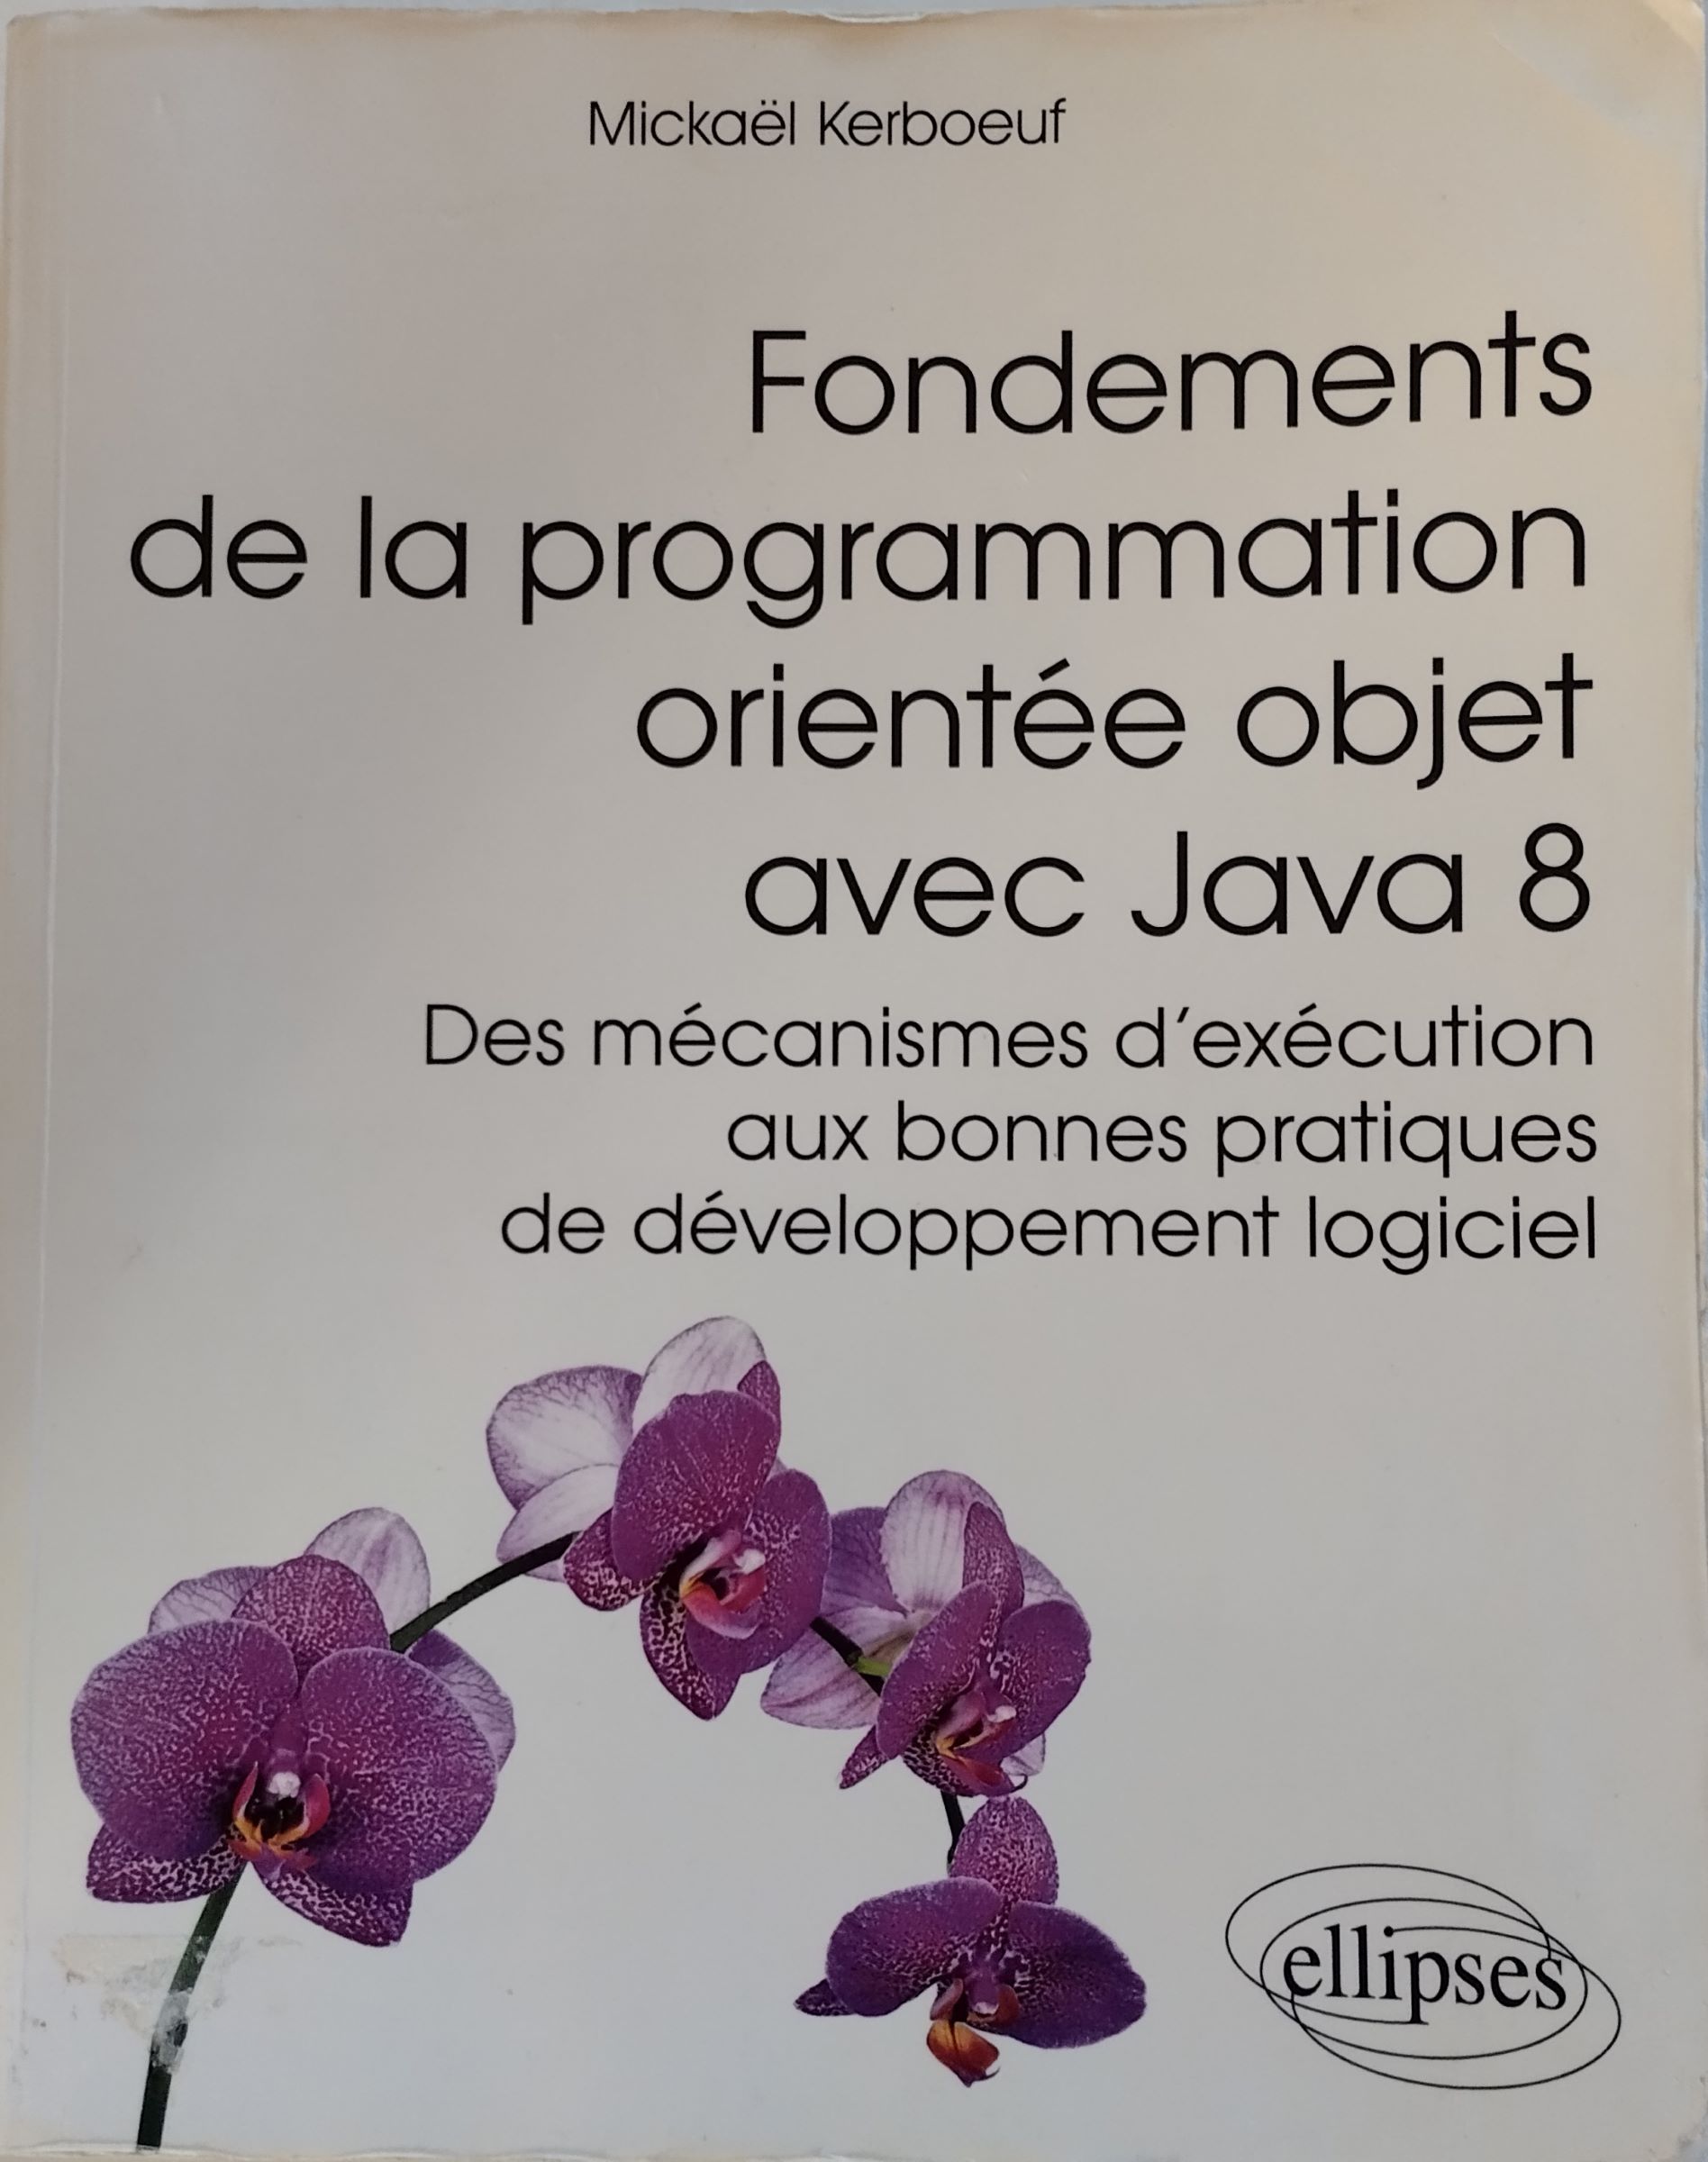 Mickaël Kerboeuf
Fondements
de la programmation
orientée objet
avec Java 8
Des mécanismes d'exécution
aux bonnes pratiques
de développement logiciel
ellipses